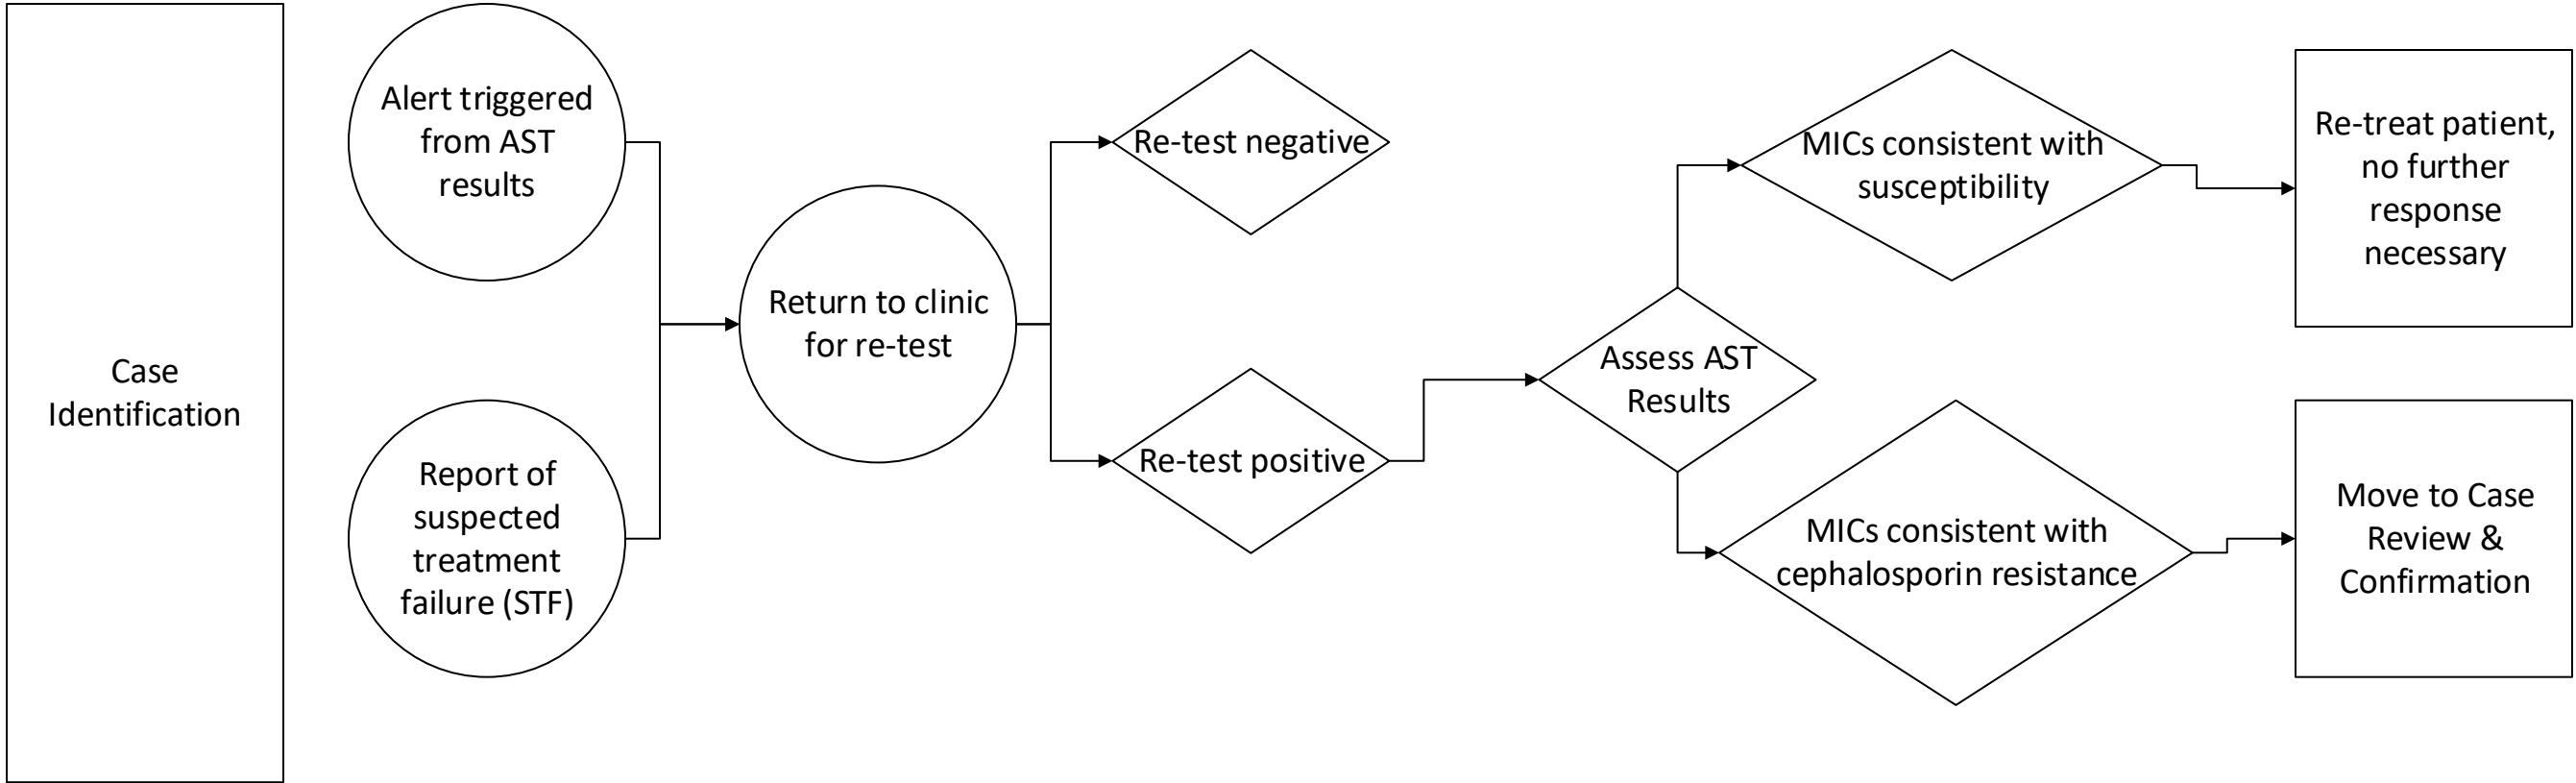 Case
Identification
Alert triggered
from AST
results
Report of
suspected
treatment
failure (STF)
Return to clinic
for re-test
Re-test negative
Re-test positive
Assess AST
Results
MICs consistent with
susceptibility
MICs consistent with
cephalosporin resistance
Re-treat patient,
no further
response
necessary
Move to Case
Review &
Confirmation